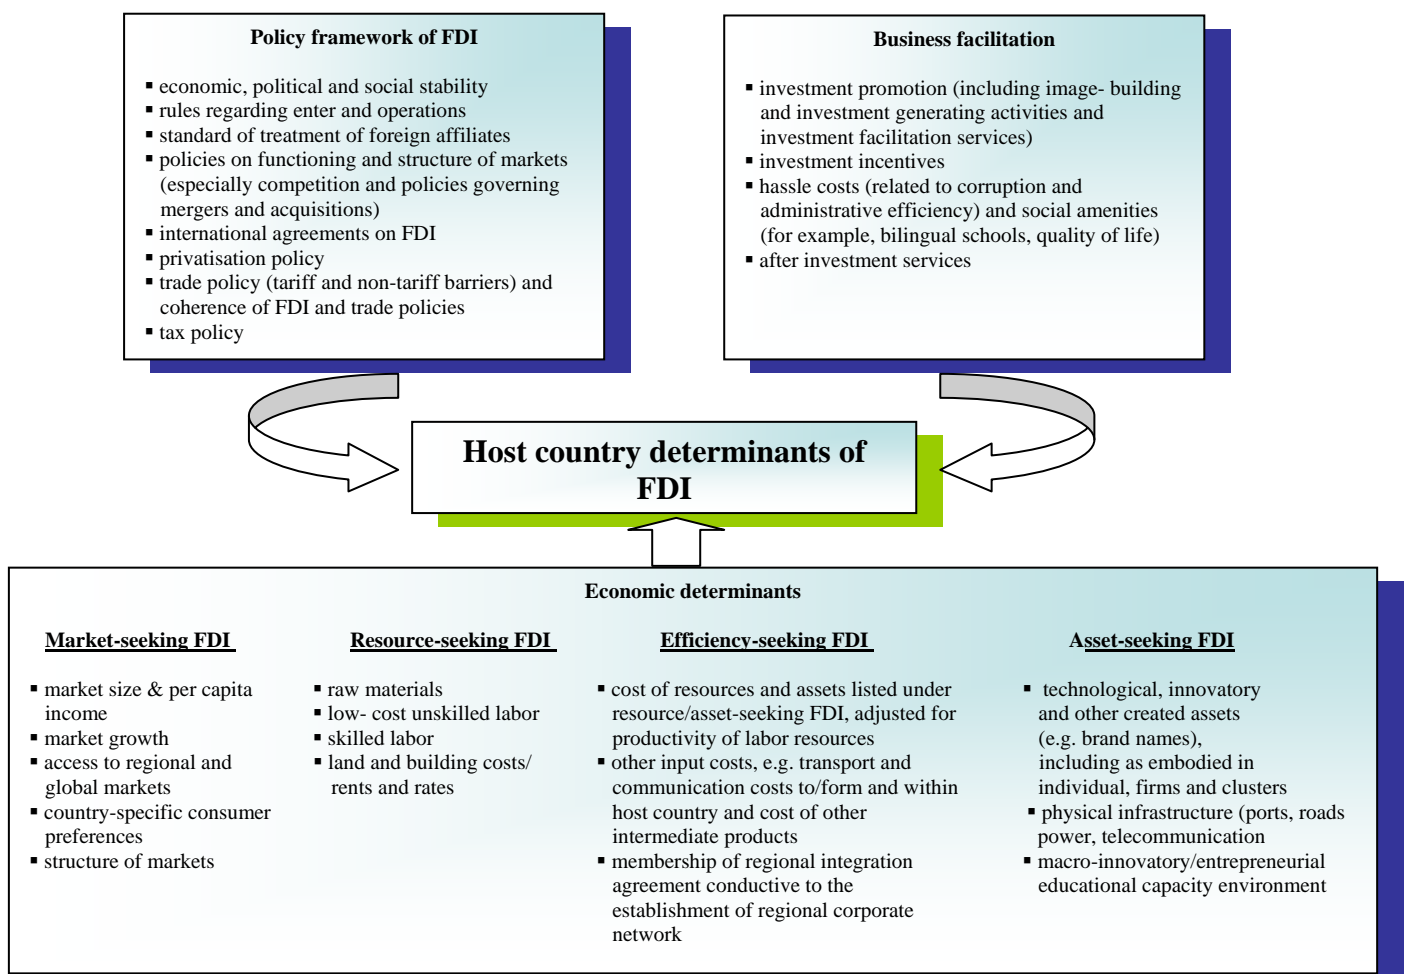 Policy framework of FDI
▪ economic, political and social stability
▪ rules regarding enter and operations
▪ standard of treatment of foreign affiliates
▪ policies on functioning and structure of markets
(especially competition and policies governing
mergers and acquisitions)
▪ international agreements on FDI
▪ privatisation policy
▪ trade policy (tariff and non-tariff barriers) and
coherence of FDI and trade policies
▪ tax policy
Business facilitation
▪ investment promotion (including image- building
and investment generating activities and
investment facilitation services)
▪ investment incentives
▪ hassle costs (related to corruption and
administrative efficiency) and social amenities
(for example, bilingual schools, quality of life)
▪ after investment services
Host country determinants of
FDI
Economic determinants
Market-seeking FDI
▪ market size & per capita
income
▪ market growth
▪ access to regional and
global markets
▪ country-specific consumer
preferences
▪ structure of markets
Resource-seeking FDI
▪ raw materials
▪ low- cost unskilled labor
▪ skilled labor
▪ land and building costs/
rents and rates
Efficiency-seeking FDI
▪ cost of resources and assets listed under
resource/asset-seeking FDI, adjusted for
productivity of labor resources
▪ other input costs, e.g. transport and
communication costs to/form and within
host country and cost of other
intermediate products
▪ membership of regional integration
agreement conductive to the
establishment of regional corporate
network
Asset-seeking FDI
▪ technological, innovatory
and other created assets
(e.g. brand names),
including as embodied in
individual, firms and clusters
▪ physical infrastructure (ports, roads
power, telecommunication
▪ macro-innovatory/entrepreneurial
educational capacity environment